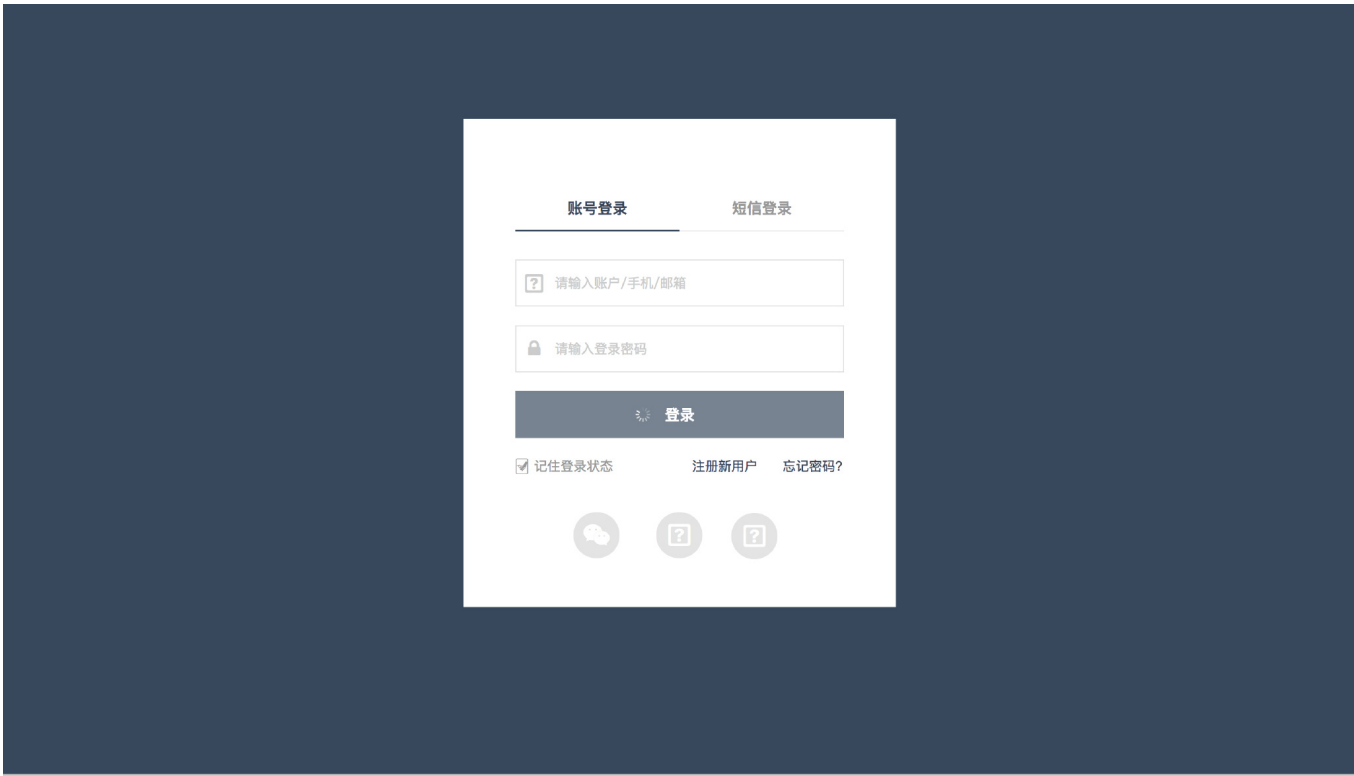 账号登录 短信登录
请输入账户/手机/邮箱
请输入登录密码
登录
记住登录状态 注册新用户 忘记密码?